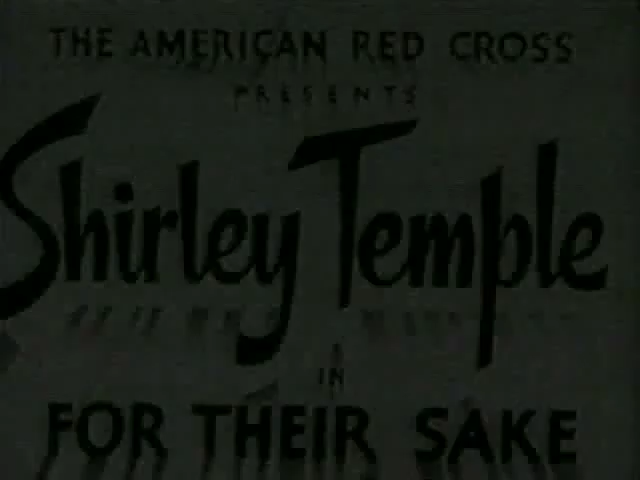 THE AMERICAN RED CROSS
PRESENTS
Shirley Temple
IN
FOR THEIR SAKE